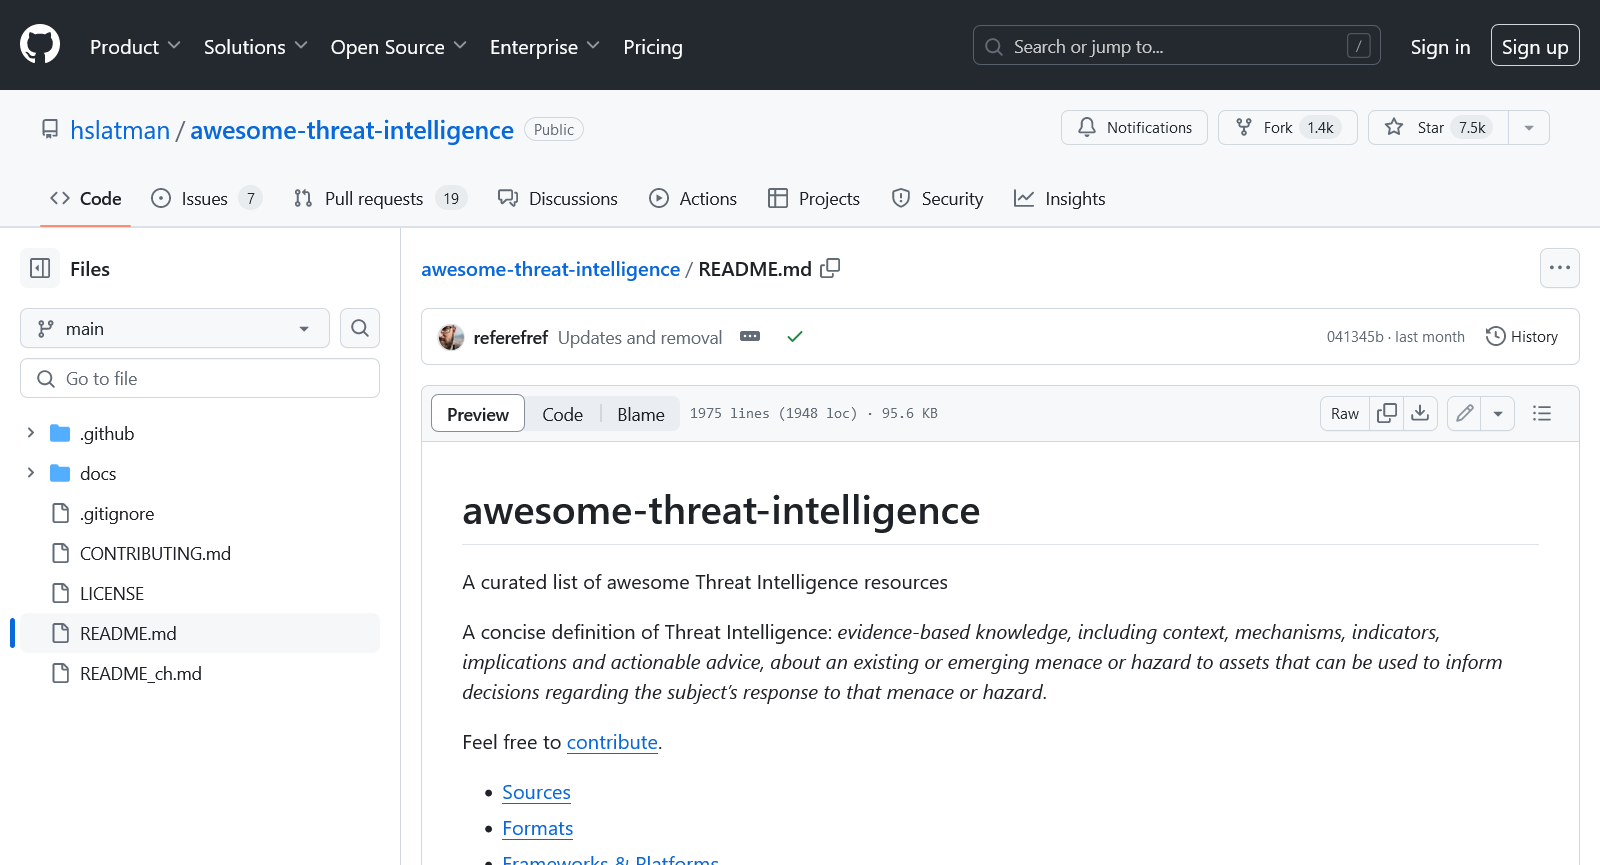 Product Solutions Open Source Enterprise Pricing Search or jump to... / Sign in Sign up
hslatman / awesome-threat-intelligence Public Notifications Fork 1.4k Star 7.5k
Code Issues 7 Pull requests 19 Discussions Actions Projects Security Insights
Files
main
Go to file
.github
docs
.gitignore
CONTRIBUTING.md
LICENSE
README.md
README_ch.md
awesome-threat-intelligence / README.md
referefref Updates and removal 041345b · last month History
Preview Code Blame 1975 lines (1948 loc) · 95.6 KB Raw
awesome-threat-intelligence
A curated list of awesome Threat Intelligence resources
A concise definition of Threat Intelligence: evidence-based knowledge, including context, mechanisms, indicators,
implications and actionable advice, about an existing or emerging menace or hazard to assets that can be used to inform
decisions regarding the subject’s response to that menace or hazard.
Feel free to contribute.
Sources
Formats
Frameworks & Platforms